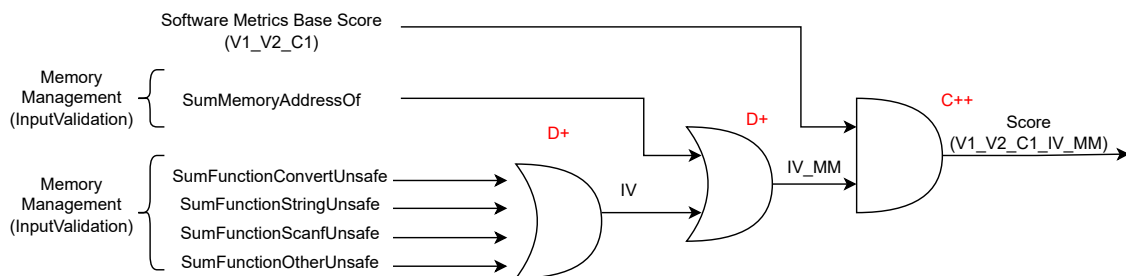 Software Metrics Base Score
(V1_V2_C1)
Memory
Management
(InputValidation)
SumMemoryAddressOf
D+
D+
C++
Score
(V1_V2_C1_IV_MM)
Memory
Management
(InputValidation)
SumFunctionConvertUnsafe
SumFunctionStringUnsafe
SumFunctionScanfUnsafe
SumFunctionOtherUnsafe
IV
IV_MM